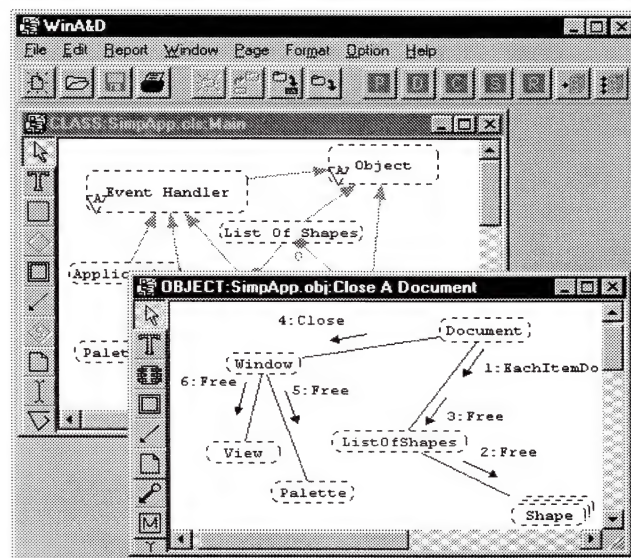 WinA&D
File Edit Report Window Page Format Option Help
P D C S R
CLASS:SimpApp.cls:Main
Object
Event Handler
List Of Shapes
OBJECT:SimpApp.obj:Close A Document
4:Close
Document
Window
1:EachItemDo
6:Free
5:Free
3:Free
ListOfShapes
2:Free
View
Palette
Shape